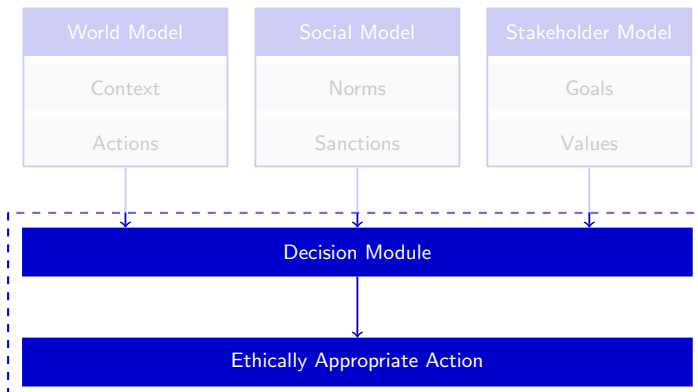 World Model
Social Model
Stakeholder Model
Context
Norms
Goals
Actions
Sanctions
Values
Decision Module
Ethically Appropriate Action